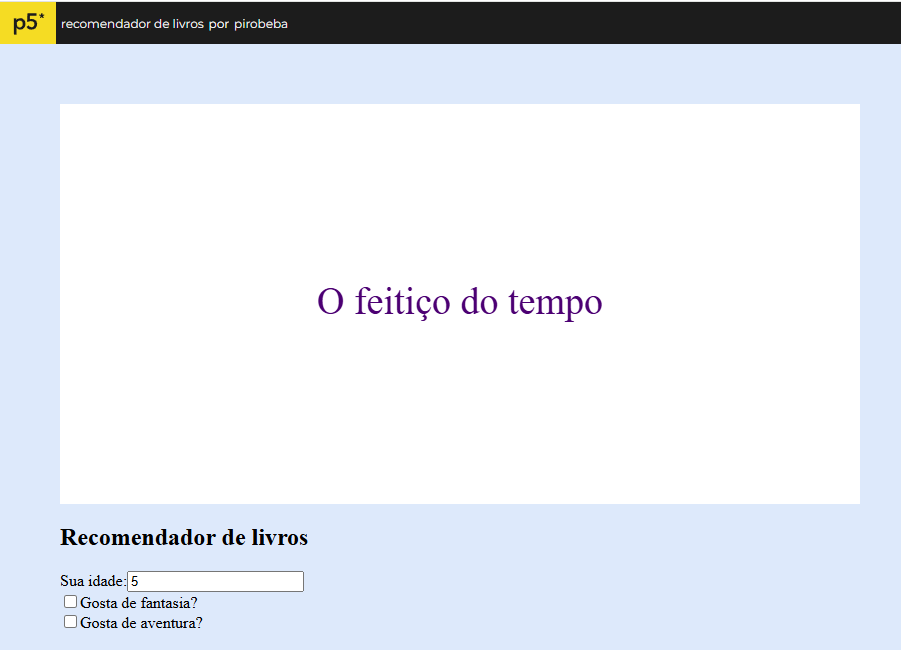 p5* recomendador de livros por pirobeba
O feitiço do tempo
Recomendador de livros
Sua idade: 5
Gosta de fantasia?
Gosta de aventura?